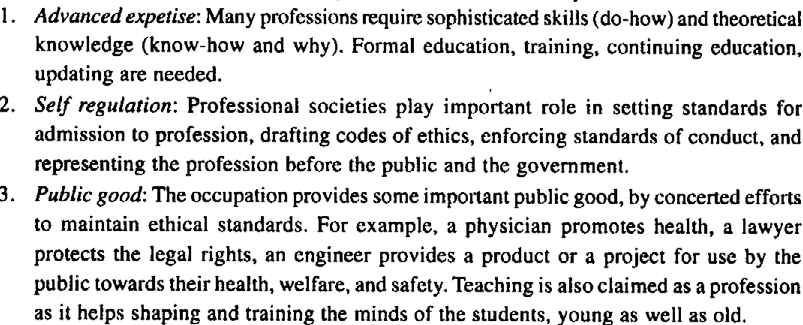 1. Advanced expetise: Many professions require sophisticated skills (do-how) and theoretical
knowledge (know-how and why). Formal education, training, continuing education,
updating are needed.
2. Self regulation: Professional societies play important role in setting standards for
admission to profession, drafting codes of ethics, enforcing standards of conduct, and
representing the profession before the public and the government.
3. Public good: The occupation provides some important public good, by concerted efforts
to maintain ethical standards. For example, a physician promotes health, a lawyer
protects the legal rights, an engineer provides a product or a project for use by the
public towards their health, welfare, and safety. Teaching is also claimed as a profession
as it helps shaping and training the minds of the students, young as well as old.